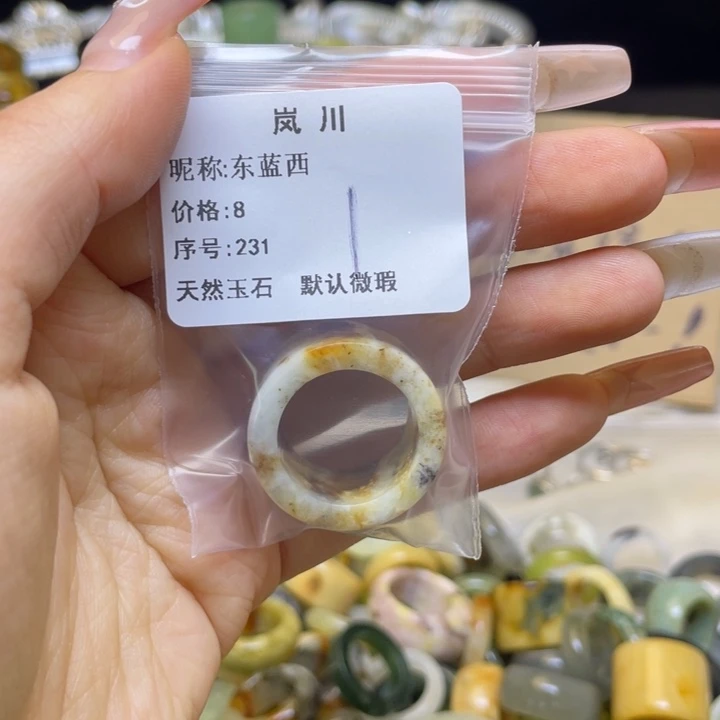 岚川
昵称:东蓝西
价格:8
序号:231
天然玉石 默认微瑕